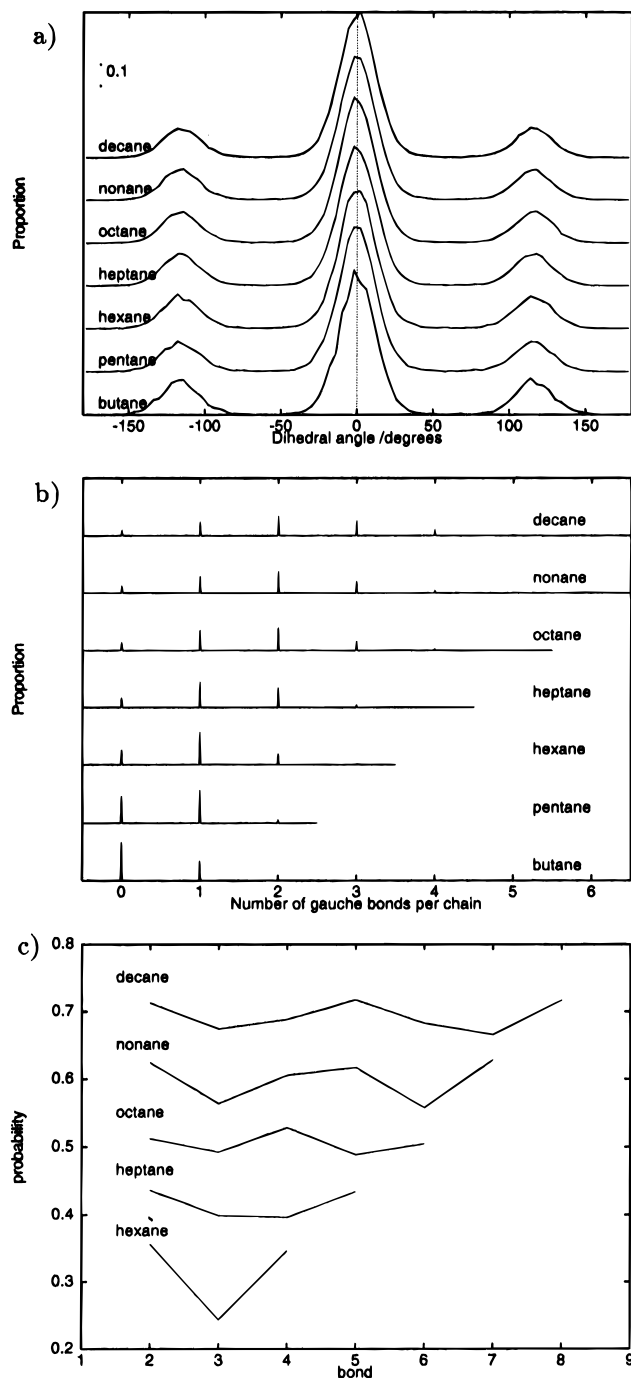 a)
0.1
decane
nonane
octane
heptane
hexane
pentane
butane
Proportion
-150 -100 -50 0 50 100 150
Dihedral angle /degrees
b)
decane
nonane
octane
heptane
hexane
pentane
butane
Proportion
0 1 2 3 4 5 6
Number of gauche bonds per chain
c)
0.8
0.7
0.6
0.5
0.4
0.3
0.2
decane
nonane
octane
heptane
hexane
probability
1 2 3 4 5 6 7 8 9
bond